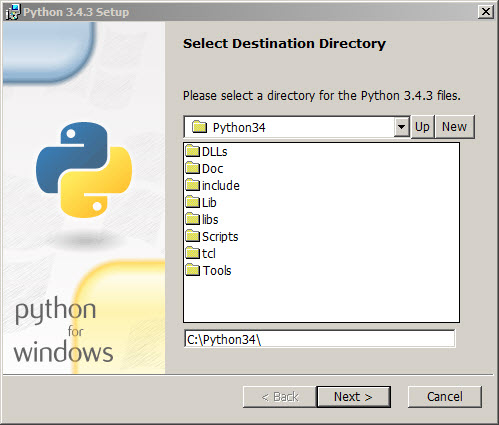 Python 3.4.3 Setup
Select Destination Directory
Please select a directory for the Python 3.4.3 files.
Python34
Up
New
DLLs
Doc
include
Lib
libs
Scripts
tcl
Tools
C:\Python34\
python
for
windows
< Back
Next >
Cancel